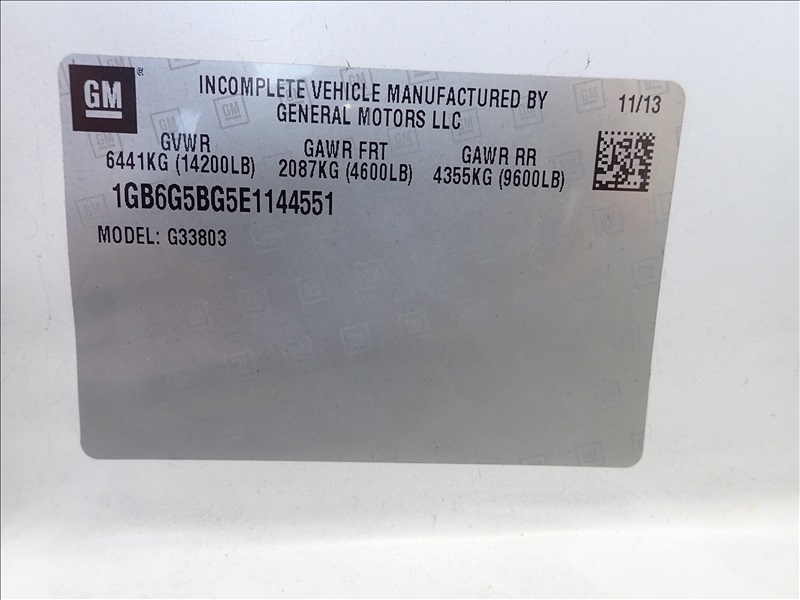 GM
INCOMPLETE VEHICLE MANUFACTURED BY
GENERAL MOTORS LLC
11/13
GVWR
6441KG (14200LB)
GAWR FRT
2087KG (4600LB)
GAWR RR
4355KG (9600LB)
1GB6G5BG5E1144551
MODEL: G33803